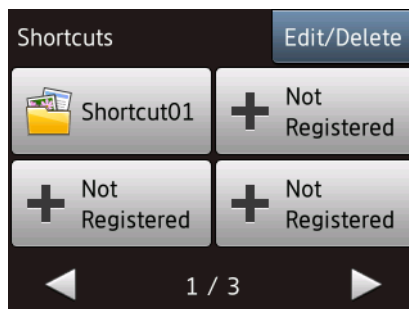 Shortcuts
Edit/Delete
Shortcut01
Not
Registered
Not
Registered
Not
Registered
1 / 3